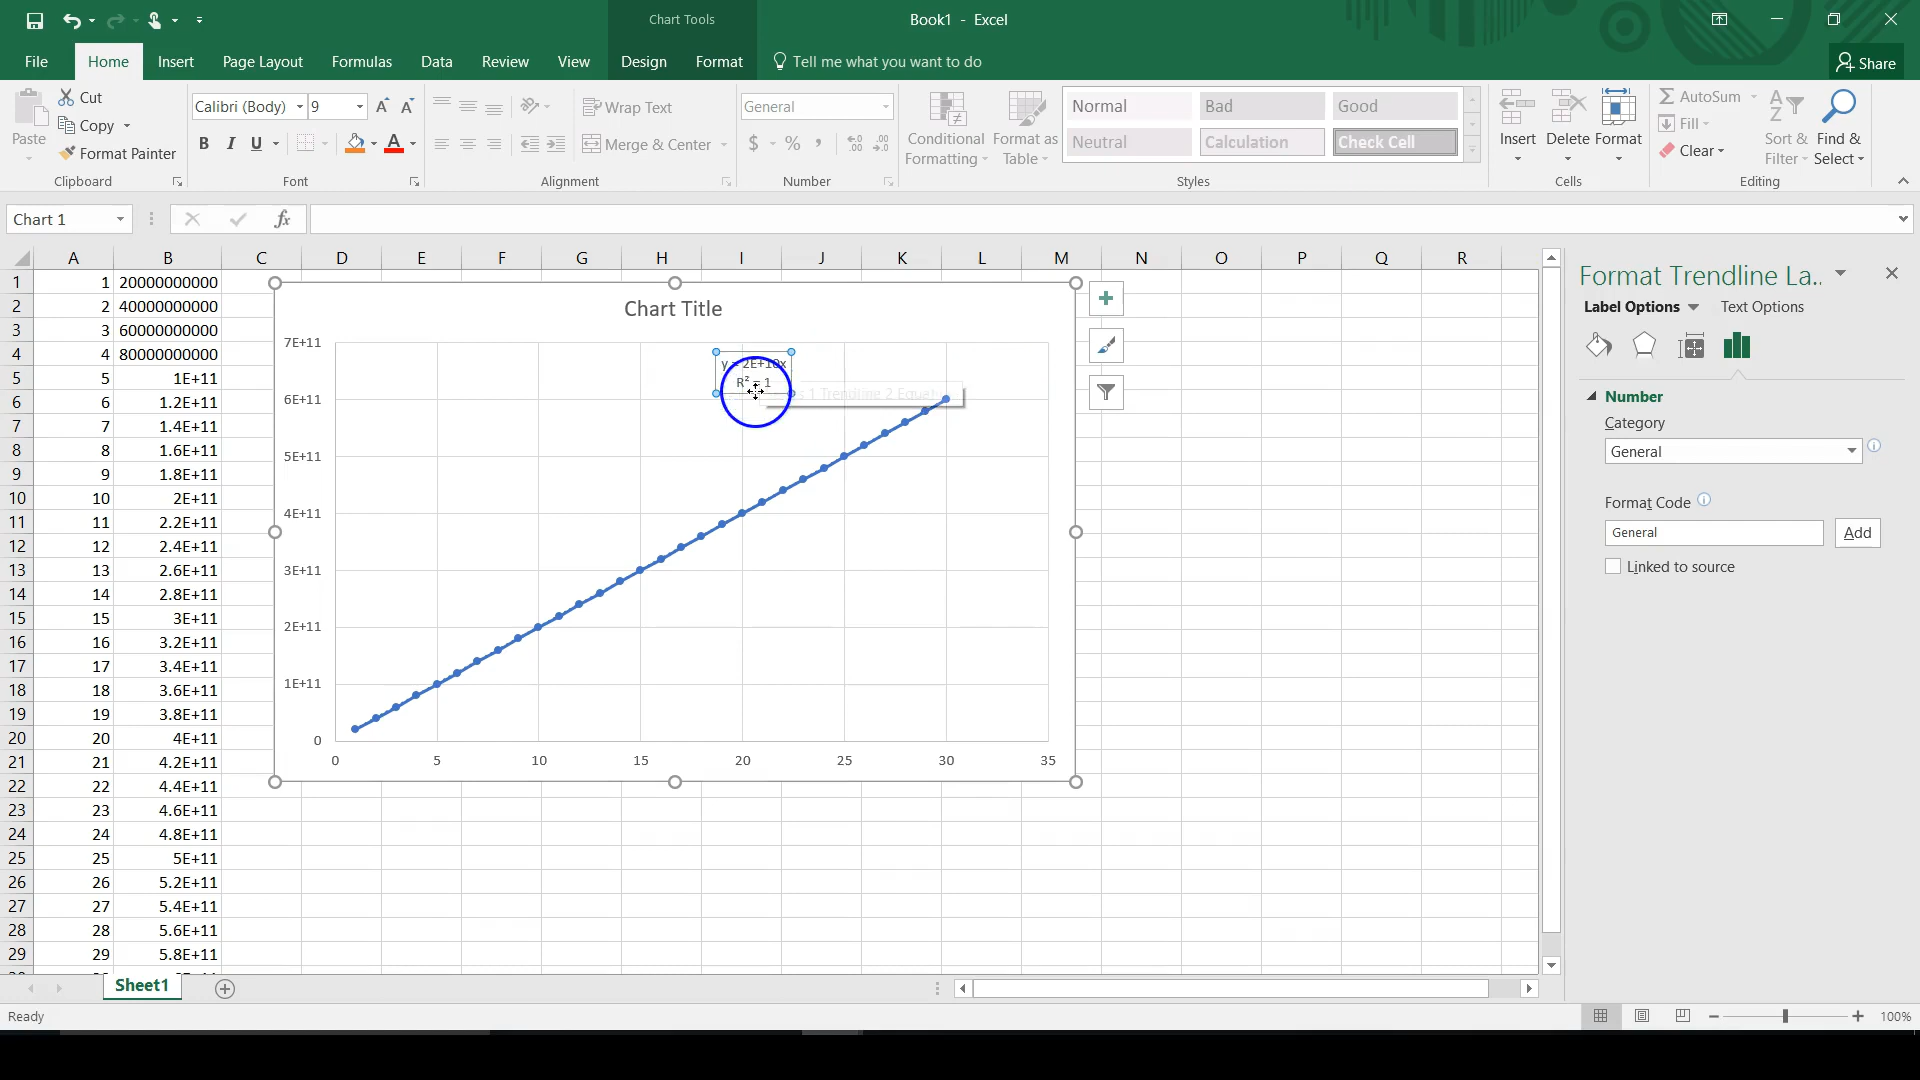 Chart Tools
Book1 - Excel
File Home Insert Page Layout Formulas Data Review View Design Format Tell me what you want to do Share
Paste Cut Copy Format Painter Clipboard
Calibri (Body) 9 A A B I U A Font
Wrap Text Merge & Center Alignment
General $ % , Number
Conditional Formatting Format as Table Normal Bad Good Neutral Calculation Check Cell Styles
Insert Delete Format Cells
AutoSum Fill Clear Sort & Filter Find & Select Editing
Chart 1 fx
A B C D E F G H I J K L M N O P Q R
1 1 20000000000
2 2 40000000000
3 3 60000000000
4 4 80000000000
5 5 1E+11
6 6 1.2E+11
7 7 1.4E+11
8 8 1.6E+11
9 9 1.8E+11
10 10 2E+11
11 11 2.2E+11
12 12 2.4E+11
13 13 2.6E+11
14 14 2.8E+11
15 15 3E+11
16 16 3.2E+11
17 17 3.4E+11
18 18 3.6E+11
19 19 3.8E+11
20 20 4E+11
21 21 4.2E+11
22 22 4.4E+11
23 23 4.6E+11
24 24 4.8E+11
25 25 5E+11
26 26 5.2E+11
27 27 5.4E+11
28 28 5.6E+11
29 29 5.8E+11
Chart Title
7E+11
6E+11
5E+11
4E+11
3E+11
2E+11
1E+11
0
0 5 10 15 20 25 30 35
y = 2E+10x
R² = 1
1 Trendline 2
Format Trendline La..
Label Options Text Options
Number
Category
General
Format Code
General Add
Linked to source
Sheet1
Ready
100%